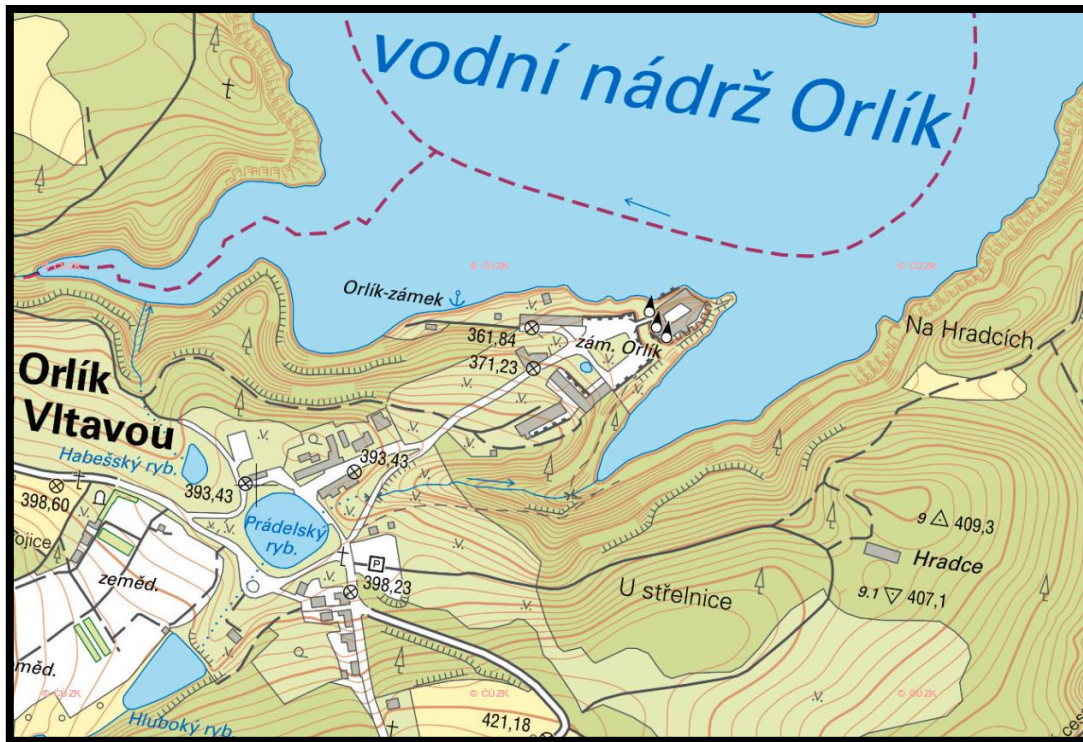 vodní nádrž Orlík
© ČÚZK
© ČÚZK
© ČÚZK
Orlík-zámek
361,84
zám. Orlík
371,23
Na Hradcích
Orlík
Vltavou
Habešský ryb.
393,43
393,43
398,60
Prádelský
ryb.
ojice
zeměd.
P
398,23
U střelnice
9 409,3
Hradce
9.1 407,1
měd.
© ČÚZK
© ČÚZK
© ČÚZK
Hluboký ryb.
421,18